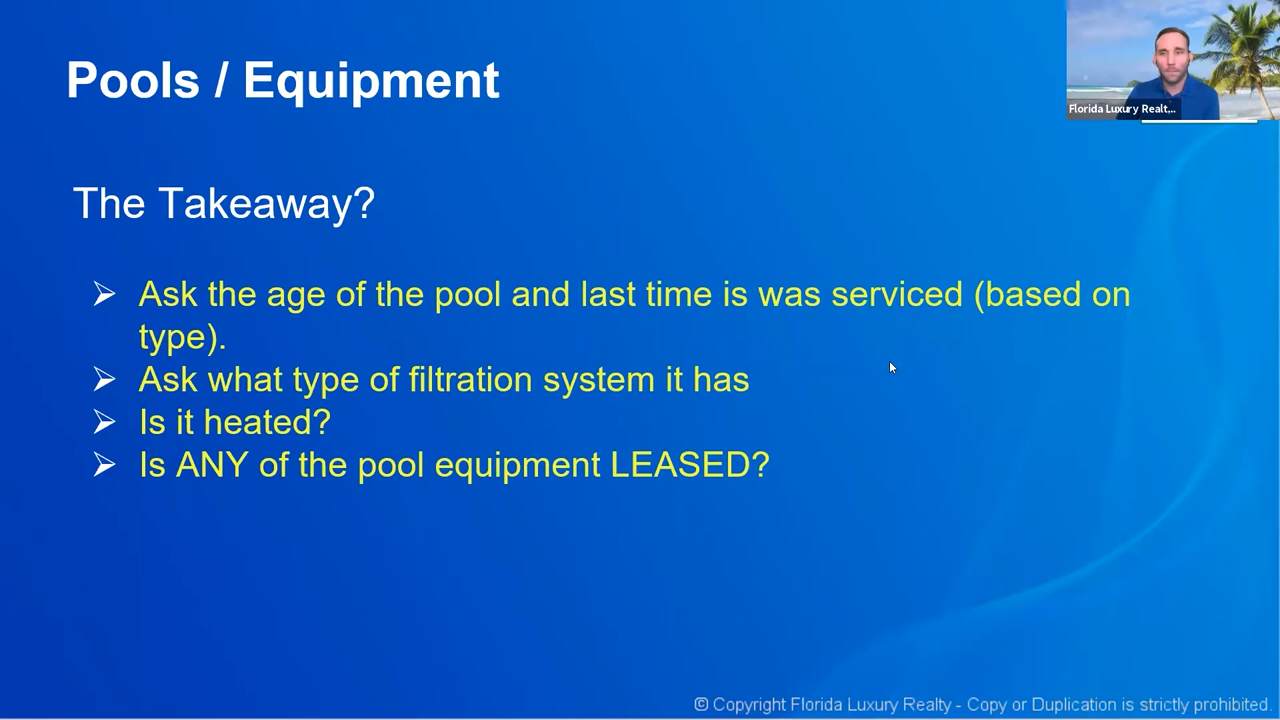 Pools / Equipment
Florida Luxury Realt...
The Takeaway?
Ask the age of the pool and last time is was serviced (based on
type).
Ask what type of filtration system it has
Is it heated?
Is ANY of the pool equipment LEASED?
© Copyright Florida Luxury Realty - Copy or Duplication is strictly prohibited.